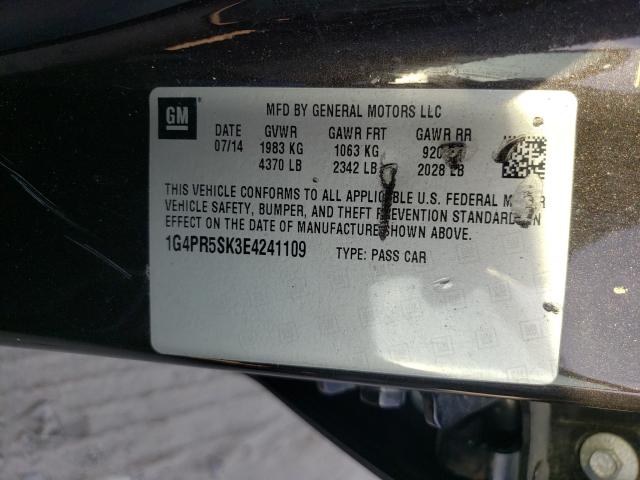 GM
MFD BY GENERAL MOTORS LLC
DATE GVWR GAWR FRT GAWR RR
07/14 1983 KG 1063 KG
4370 LB 2342 LB 2028 LB
THIS VEHICLE CONFORMS TO ALL APPLICABLE U.S. FEDERAL
VEHICLE SAFETY, BUMPER, AND THEFT PREVENTION STANDARDS IN
EFFECT ON THE DATE OF MANUFACTURE SHOWN ABOVE.
1G4PR5SK3E4241109 TYPE: PASS CAR